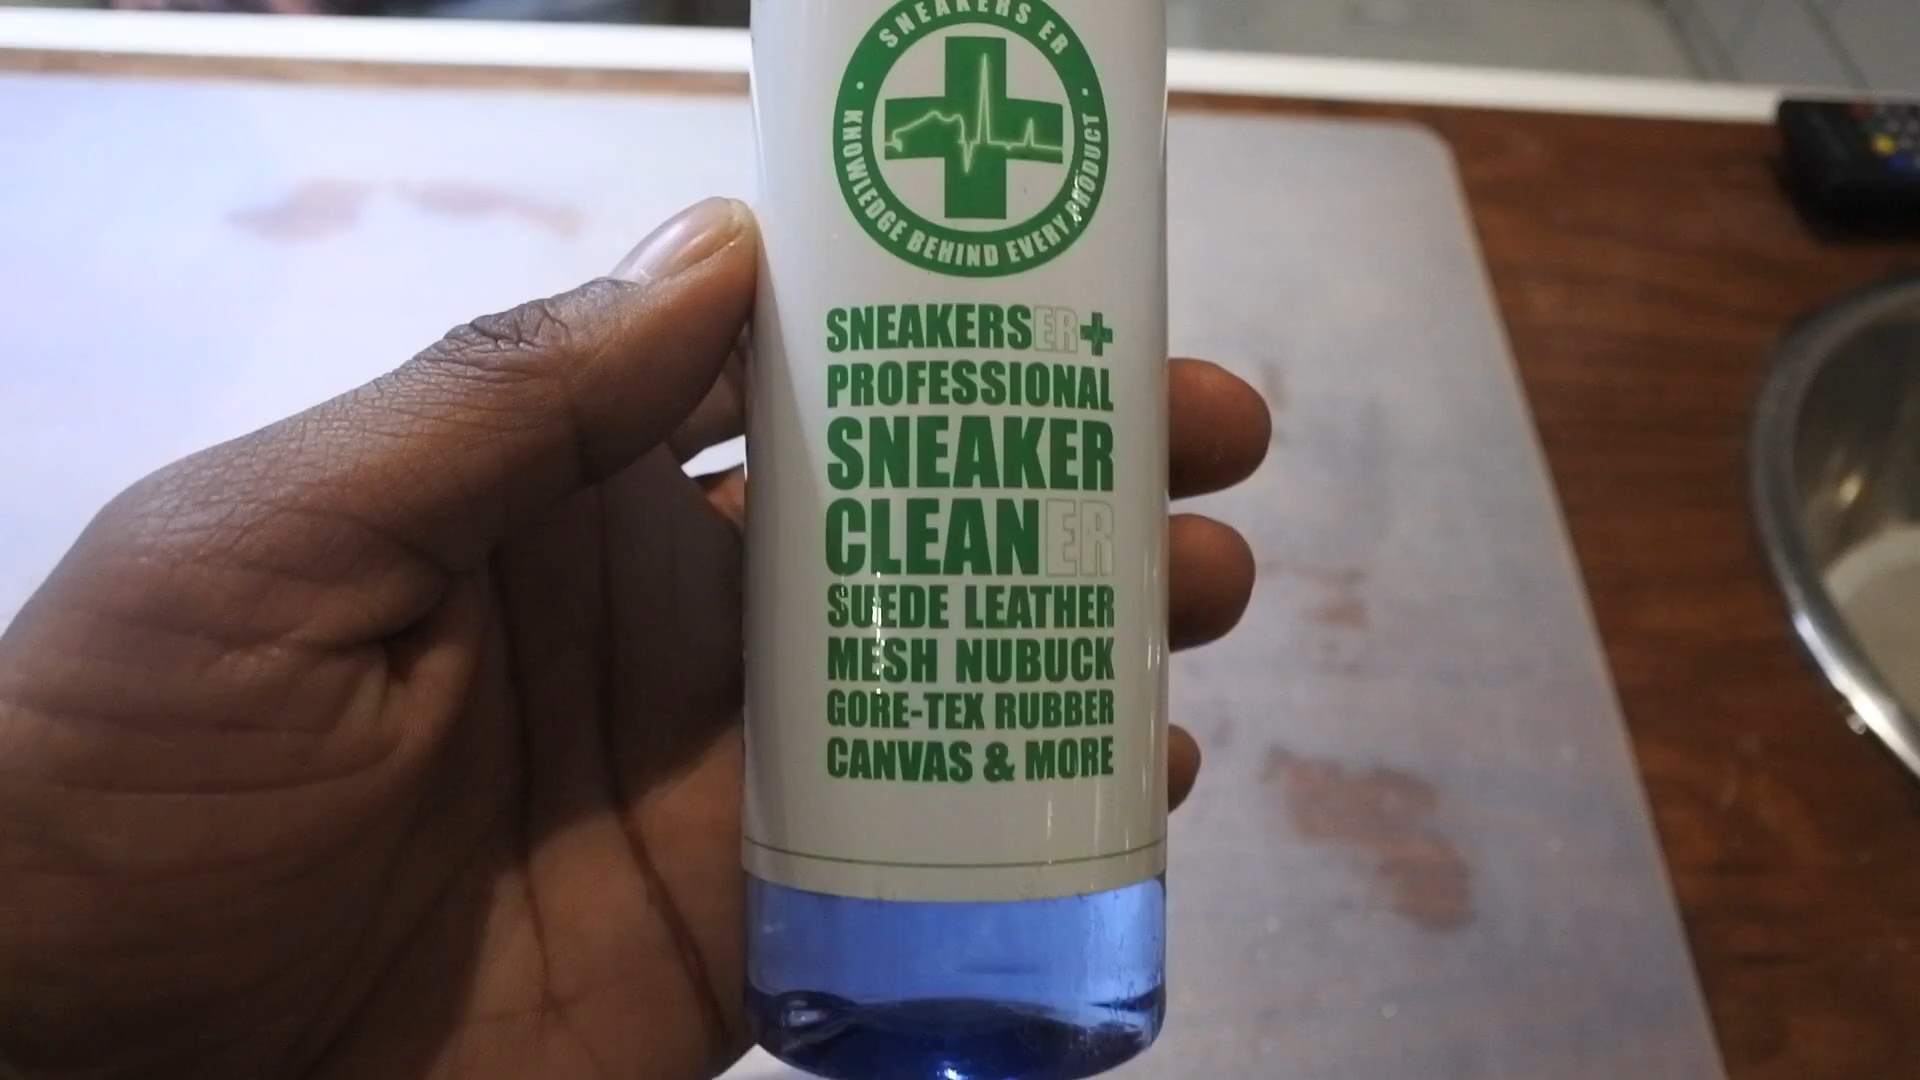 SNEAKERS ER
• KNOWLEDGE BEHIND EVERY PRODUCT •
SNEAKERSER+
PROFESSIONAL
SNEAKER
CLEANER
SUEDE LEATHER
MESH NUBUCK
GORE-TEX RUBBER
CANVAS & MORE